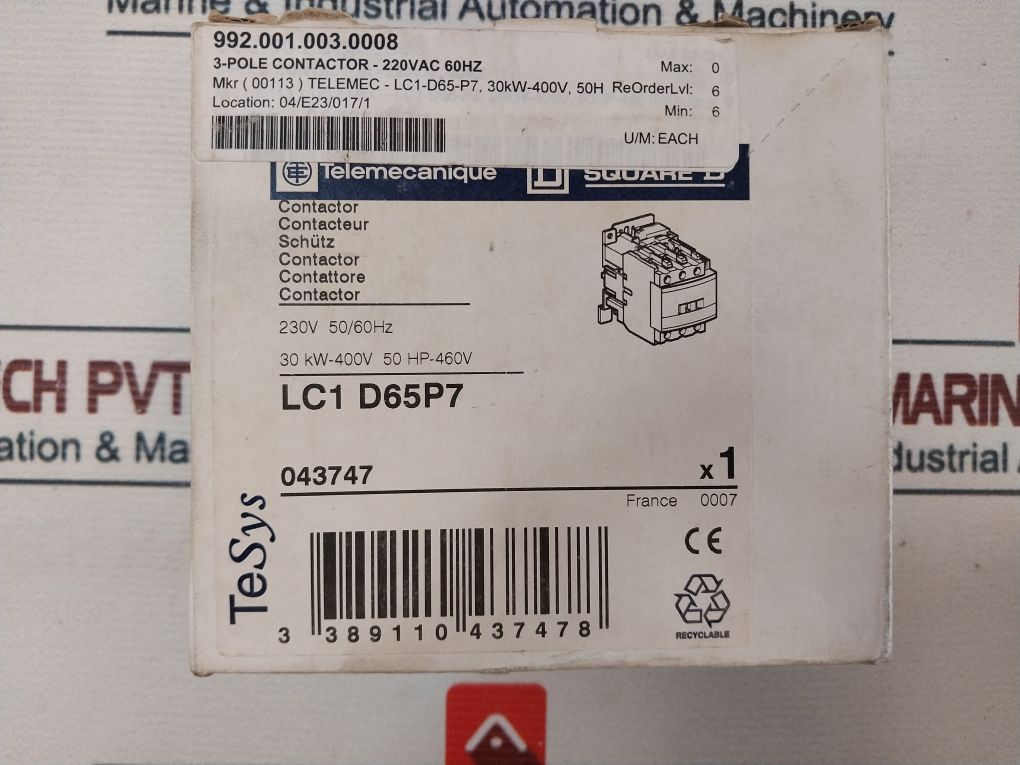 Marine & Industrial Automation & Machinery
992.001.003.0008
3-POLE CONTACTOR - 220VAC 60HZ
Mkr ( 00113 ) TELEMEC - LC1-D65-P7, 30kW-400V, 50H
Location: 04/E23/017/1
Max: 0
ReOrderLvl: 6
Min: 6
U/M: EACH
Telemecanique SQUARE D
Contactor
Contacteur
Schütz
Contactor
Contattore
Contactor
230V 50/60Hz
30 kW-400V 50 HP-460V
LC1 D65P7
043747
x1
France 0007
TeSys
3 389110 437478
CE
RECYCLABLE
CH PVT
ation & Ma
MARIN
dustrial A